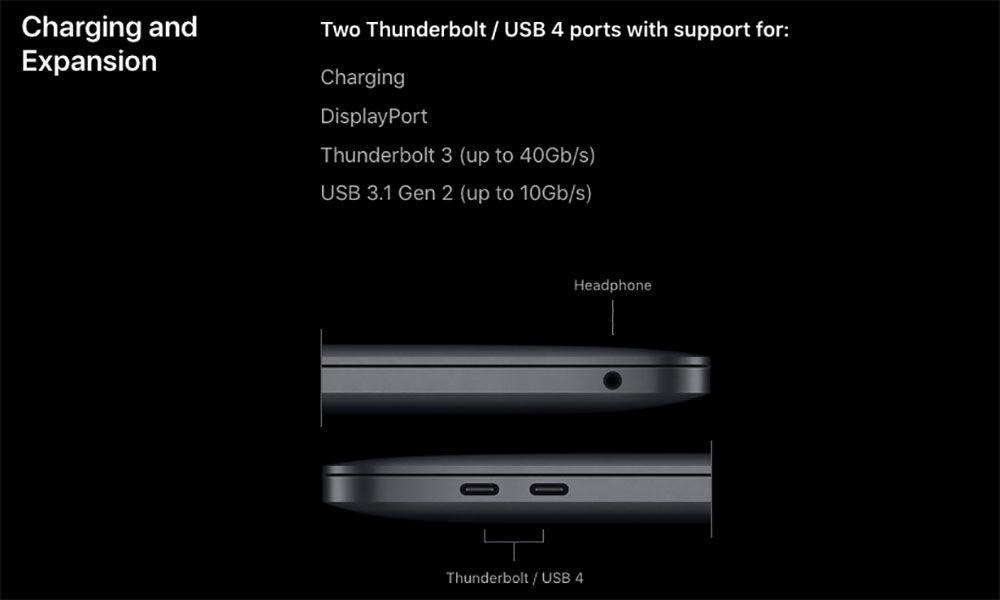 Charging and
Expansion
Two Thunderbolt / USB 4 ports with support for:
Charging
DisplayPort
Thunderbolt 3 (up to 40Gb/s)
USB 3.1 Gen 2 (up to 10Gb/s)
Headphone
Thunderbolt / USB 4